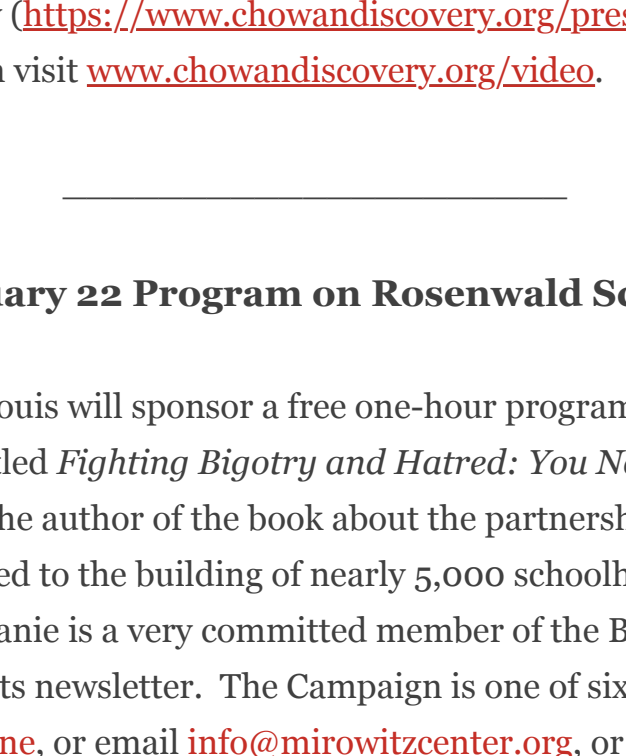 (https://www.chowandiscovery.org/pres
visit www.chowandiscovery.org/video.
uary 22 Program on Rosenwald Sc
ouis will sponsor a free one-hour program
tled Fighting Bigotry and Hatred: You Ne
he author of the book about the partnersh
ed to the building of nearly 5,000 schoolh
anie is a very committed member of the B
ts newsletter. The Campaign is one of six
ne, or email info@mirowitzcenter.org, or